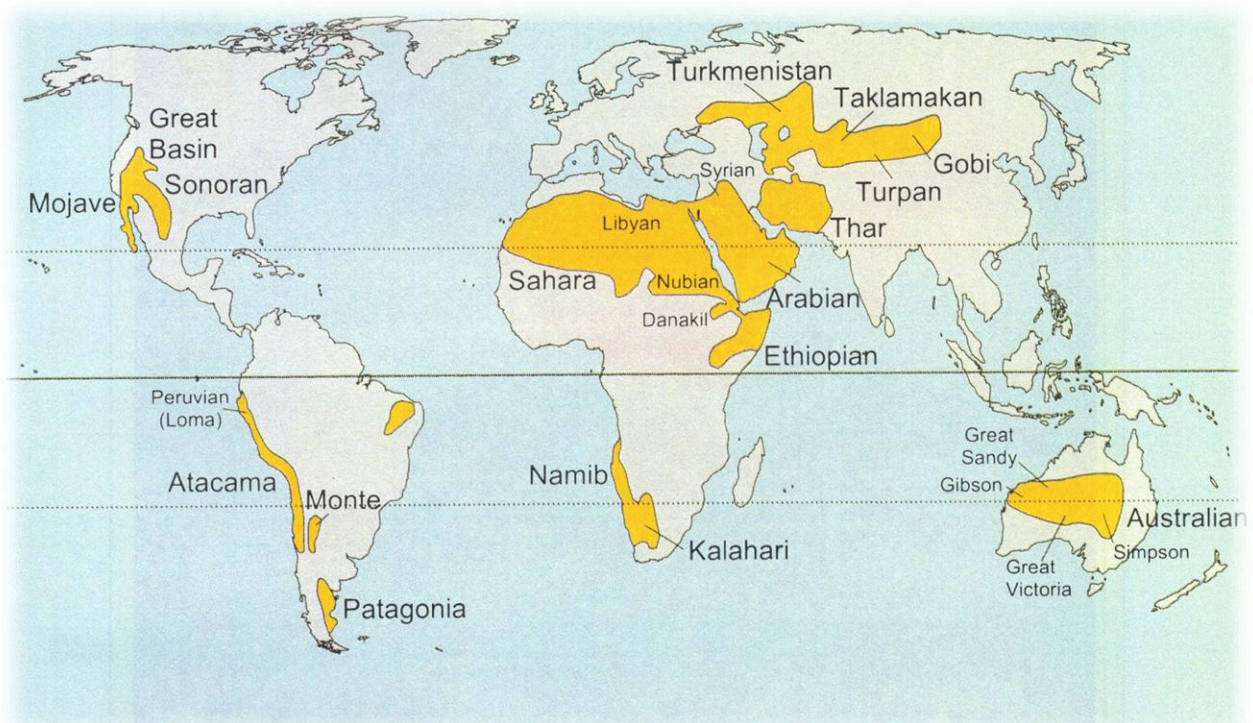 Turkmenistan
Taklamakan
Great
Basin
Sonoran
Mojave
Syrian
Gobi
Turpan
Libyan
Thar
Sahara
Nubian
Arabian
Danakil
Ethiopian
Peruvian
(Loma)
Great
Sandy
Namib
Atacama
Gibson
Monte
Australian
Kalahari
Simpson
Great
Victoria
Patagonia